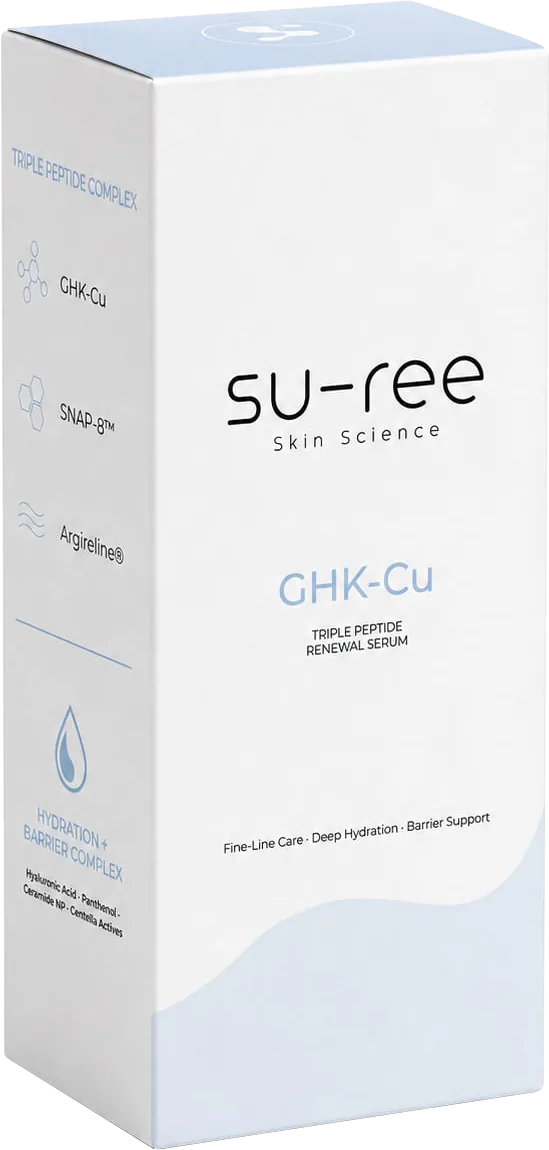 TRIPLE PEPTIDE COMPLEX
GHK-Cu
SNAP-8™
Argireline®
HYDRATION +
BARRIER COMPLEX
Hyaluronic Acid · Panthenol ·
Ceramide NP · Centella Actives
su-ree
Skin Science
GHK-Cu
TRIPLE PEPTIDE
RENEWAL SERUM
Fine-Line Care · Deep Hydration · Barrier Support